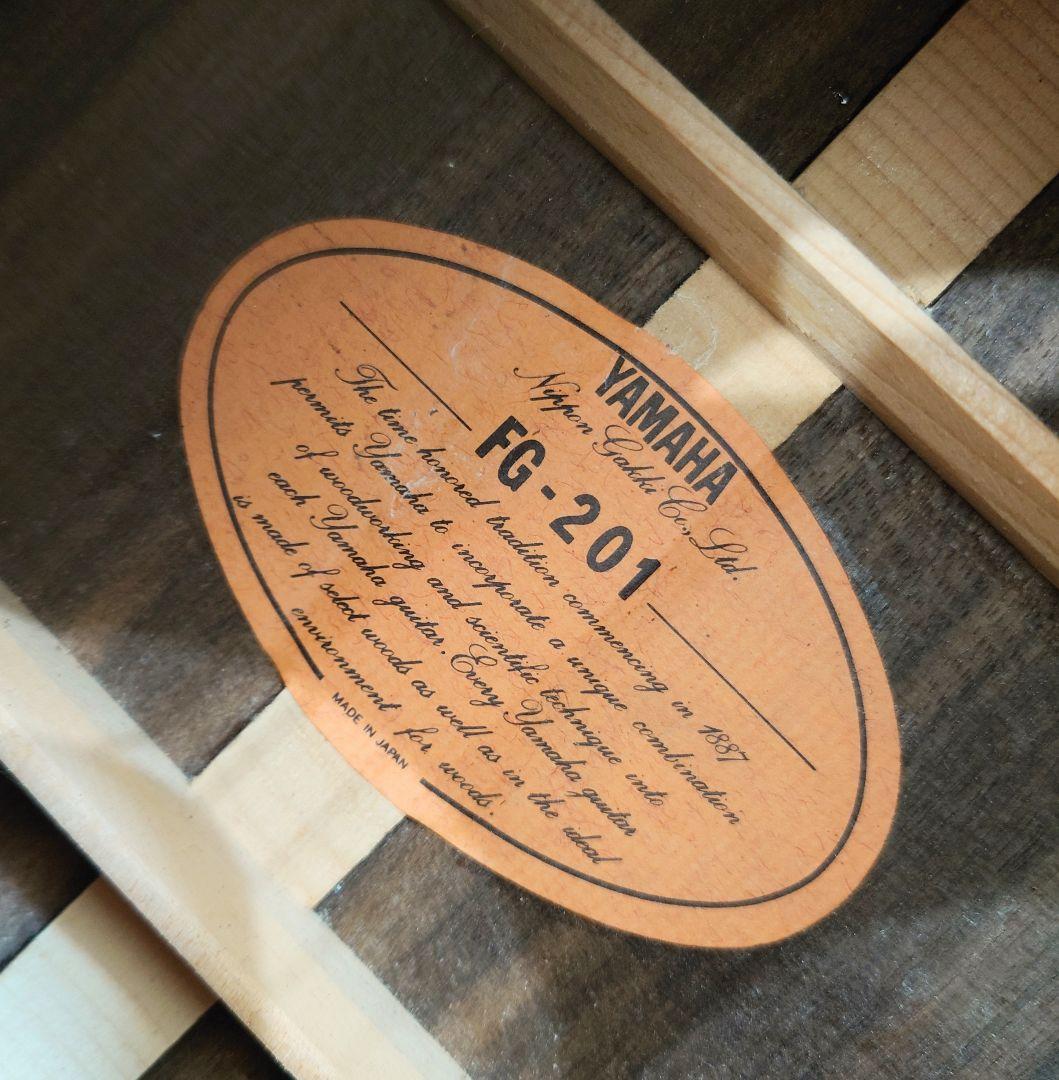 YAMAHA
Nippon Gakki Co., Ltd.
FG-201
The time honored tradition commencing in 1887
permits Yamaha to incorporate a unique combination
of woodworking and scientific technique into
each Yamaha guitar. Every Yamaha guitar
is made of select woods as well as in the ideal
environment for woods.
MADE IN JAPAN